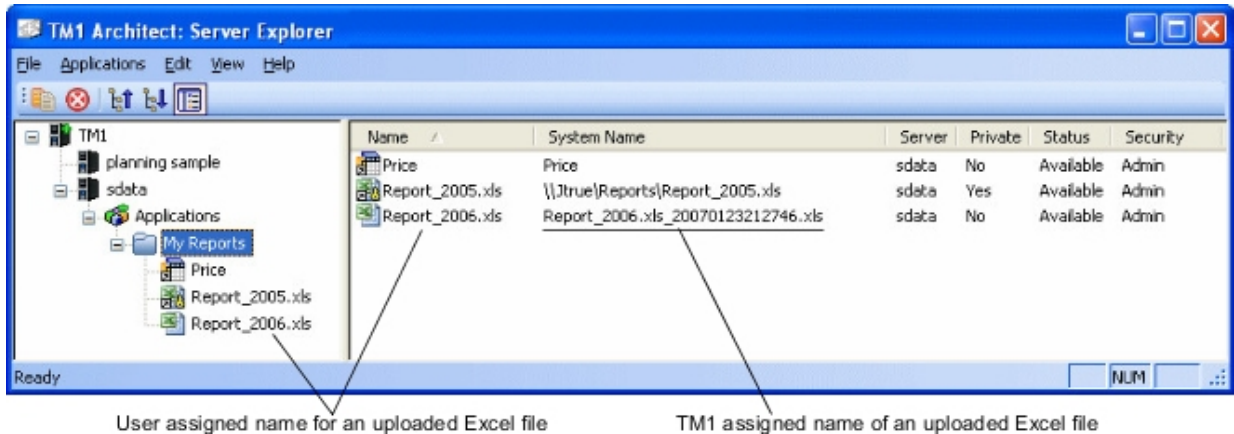 TM1 Architect: Server Explorer
File Applications Edit View Help
TM1
planning sample
sdata
Applications
My Reports
Price
Report_2005.xls
Report_2006.xls
Name System Name Server Private Status Security
Price Price sdata No Available Admin
Report_2005.xls \\Jtrue\Reports\Report_2005.xls sdata Yes Available Admin
Report_2006.xls Report_2006.xls_20070123212746.xls sdata No Available Admin
Ready NUM
User assigned name for an uploaded Excel file TM1 assigned name of an uploaded Excel file